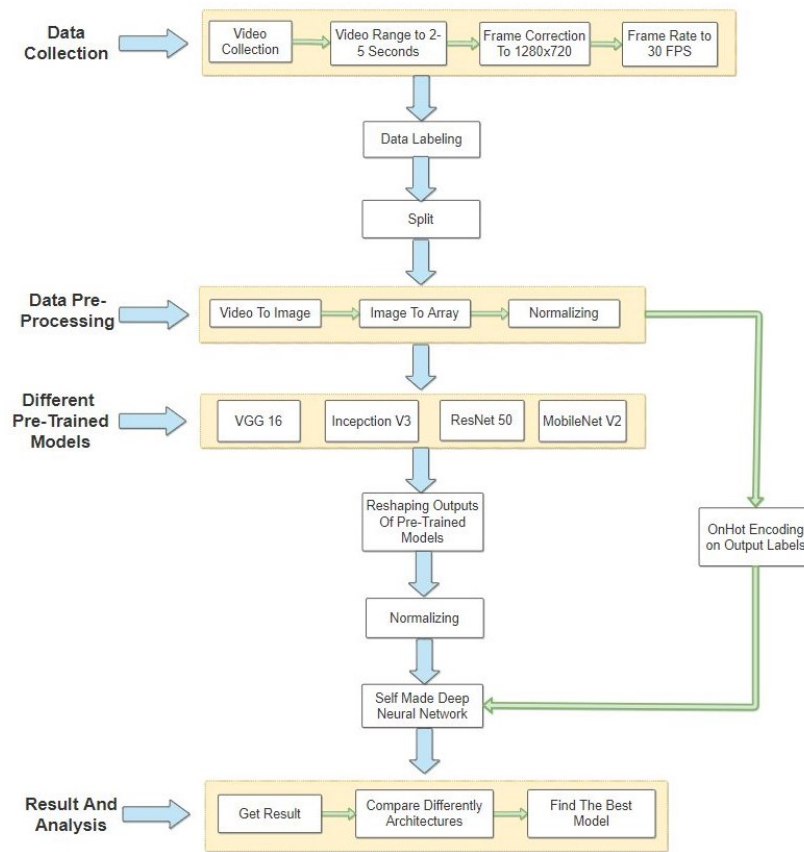 Data
Collection
Video
Collection
Video Range to 2-
5 Seconds
Frame Correction
To 1280x720
Frame Rate to
30 FPS
Data Labeling
Split
Data Pre-
Processing
Video To Image
Image To Array
Normalizing
Different
Pre-Trained
Models
VGG 16
Incepction V3
ResNet 50
MobileNet V2
Reshaping Outputs
Of Pre-Trained
Models
OnHot Encoding
on Output Labels
Normalizing
Self Made Deep
Neural Network
Result And
Analysis
Get Result
Compare Differently
Architectures
Find The Best
Model